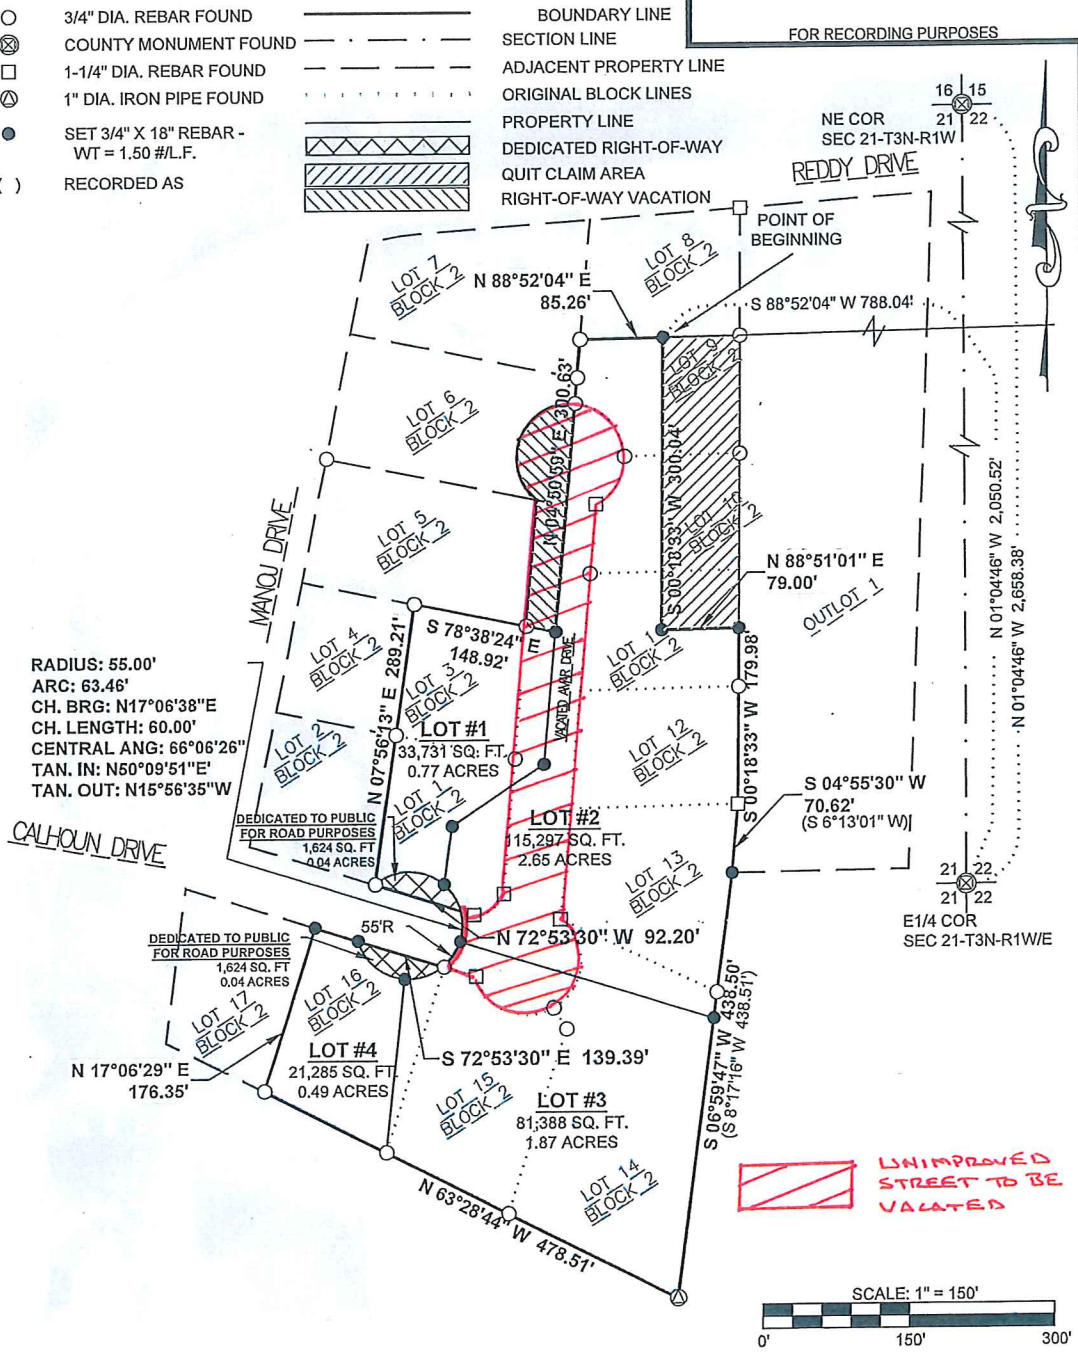 3/4" DIA. REBAR FOUND
COUNTY MONUMENT FOUND
1-1/4" DIA. REBAR FOUND
1" DIA. IRON PIPE FOUND
SET 3/4" X 18" REBAR -
WT = 1.50 #/L.F.
( ) RECORDED AS
BOUNDARY LINE
SECTION LINE
ADJACENT PROPERTY LINE
ORIGINAL BLOCK LINES
PROPERTY LINE
DEDICATED RIGHT-OF-WAY
QUIT CLAIM AREA
RIGHT-OF-WAY VACATION
FOR RECORDING PURPOSES
16 15
21 22
NE COR
SEC 21-T3N-R1W
REDDY DRIVE
POINT OF
BEGINNING
LOT 8
BLOCK 2
LOT 7
BLOCK 2
N 88°52'04" E
85.26'
S 88°52'04" W 788.04'
LOT 9
BLOCK 2
LOT 6
BLOCK 2
N 04°50'59" E 300.63'
S 00°18'33" W 300.04'
LOT 10
BLOCK 2
LOT 5
BLOCK 2
MANOU DRIVE
N 01°04'46" W 2,050.52'
N 01°04'46" W 2,658.38'
N 88°51'01" E
79.00'
OUTLOT 1
S 78°38'24" E
148.92'
LOT 4
BLOCK 2
LOT 3
BLOCK 2
N 07°56'13" E 289.21'
VACATED AVAR DRIVE
LOT 1
BLOCK 2
S 00°18'33" W 179.98'
RADIUS: 55.00'
ARC: 63.46'
CH. BRG: N17°06'38"E
CH. LENGTH: 60.00'
CENTRAL ANG: 66°06'26"
TAN. IN: N50°09'51"E'
TAN. OUT: N15°56'35"W
LOT 2
BLOCK 2
LOT #1
33,731 SQ. FT.
0.77 ACRES
LOT 12
BLOCK 2
LOT 1
BLOCK 2
S 04°55'30" W
70.62'
(S 6°13'01" W)
DEDICATED TO PUBLIC
FOR ROAD PURPOSES
1,624 SQ. FT
0.04 ACRES
LOT #2
115,297 SQ. FT.
2.65 ACRES
CALHOUN DRIVE
LOT 13
BLOCK 2
21 22
21 22
E1/4 COR
SEC 21-T3N-R1W/E
55'R
N 72°53'30" W 92.20'
DEDICATED TO PUBLIC
FOR ROAD PURPOSES
1,624 SQ. FT
0.04 ACRES
LOT 16
BLOCK 2
LOT 17
BLOCK 2
S 06°59'47" W 438.50'
(S 8°17'16" W 438.51')
LOT #4
21,285 SQ. FT.
0.49 ACRES
S 72°53'30" E 139.39'
N 17°06'29" E
176.35'
LOT 15
BLOCK 2
LOT #3
81,388 SQ. FT.
1.87 ACRES
LOT 14
BLOCK 2
N 63°28'44" W 478.51'
UNIMPROVED
STREET TO BE
VACATED
SCALE: 1" = 150'
0' 150' 300'